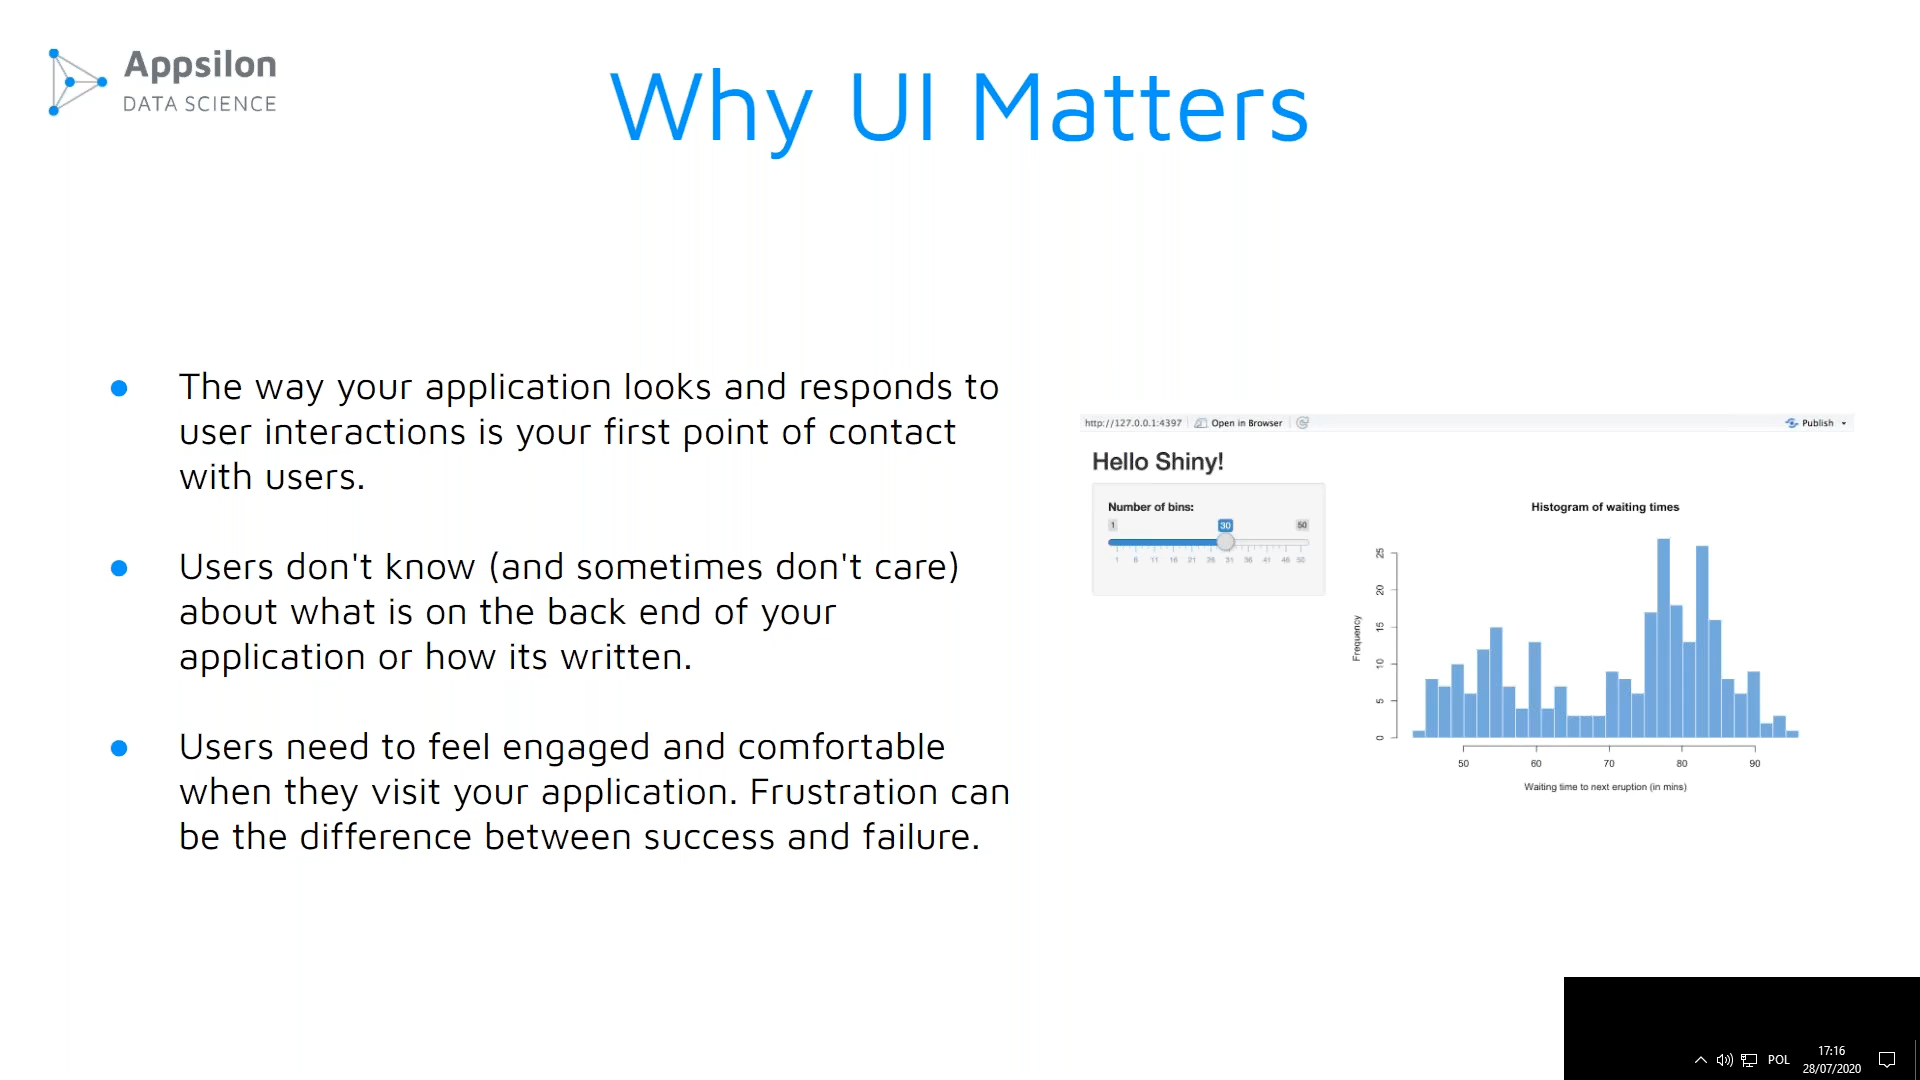 Appsilon
DATA SCIENCE
Why UI Matters
The way your application looks and responds to
user interactions is your first point of contact
with users.
Users don't know (and sometimes don't care)
about what is on the back end of your
application or how its written.
Users need to feel engaged and comfortable
when they visit your application. Frustration can
be the difference between success and failure.
http://127.0.0.1:4397 Open in Browser Publish
Hello Shiny!
Number of bins:
1 30 50
1 6 11 16 21 26 31 36 41 46 50
Histogram of waiting times
Frequency
0 5 10 15 20 25
50 60 70 80 90
Waiting time to next eruption (in mins)
POL
17:16
28/07/2020